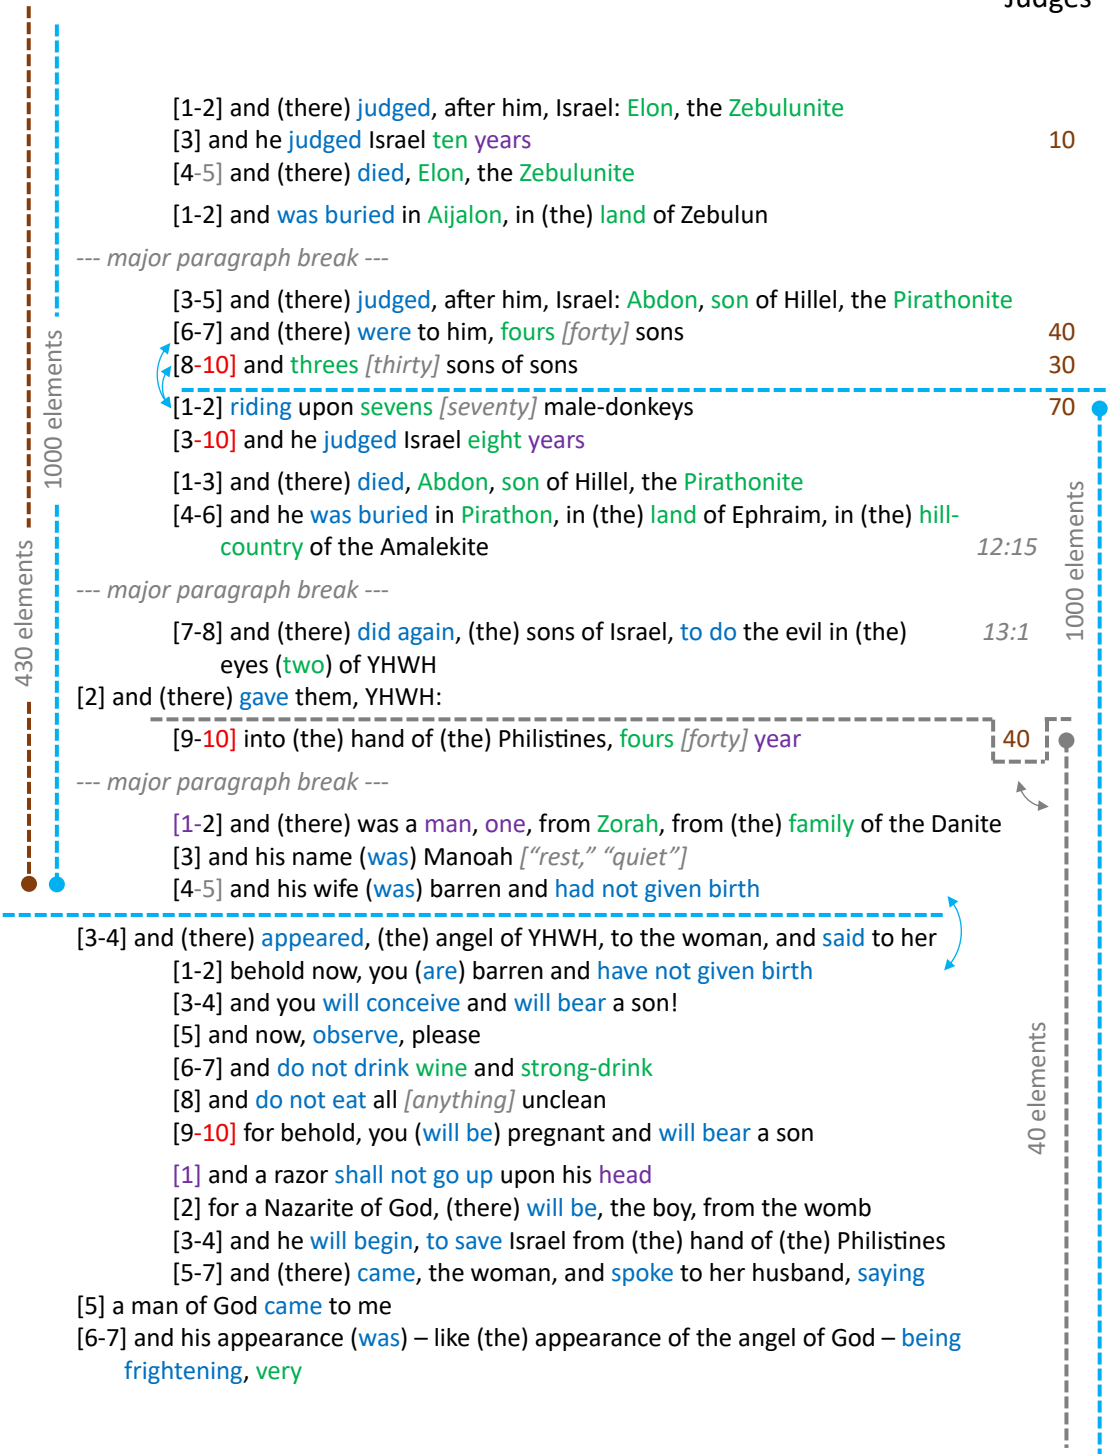 Judges
[1-2] and (there) judged, after him, Israel: Elon, the Zebulunite
[3] and he judged Israel ten years 10
[4-5] and (there) died, Elon, the Zebulunite
[1-2] and was buried in Aijalon, in (the) land of Zebulun
--- major paragraph break ---
[3-5] and (there) judged, after him, Israel: Abdon, son of Hillel, the Pirathonite
[6-7] and (there) were to him, fours [forty] sons 40
[8-10] and threes [thirty] sons of sons 30
[1-2] riding upon sevens [seventy] male-donkeys 70
[3-10] and he judged Israel eight years
1000 elements
[1-3] and (there) died, Abdon, son of Hillel, the Pirathonite
[4-6] and he was buried in Pirathon, in (the) land of Ephraim, in (the) hill-
country of the Amalekite 12:15
--- major paragraph break ---
1000 elements
430 elements
[7-8] and (there) did again, (the) sons of Israel, to do the evil in (the) 13:1
eyes (two) of YHWH
[2] and (there) gave them, YHWH:
[9-10] into (the) hand of (the) Philistines, fours [forty] year 40
--- major paragraph break ---
[1-2] and (there) was a man, one, from Zorah, from (the) family of the Danite
[3] and his name (was) Manoah ["rest," "quiet"]
[4-5] and his wife (was) barren and had not given birth
[3-4] and (there) appeared, (the) angel of YHWH, to the woman, and said to her
[1-2] behold now, you (are) barren and have not given birth
[3-4] and you will conceive and will bear a son!
[5] and now, observe, please
[6-7] and do not drink wine and strong-drink
[8] and do not eat all [anything] unclean
[9-10] for behold, you (will be) pregnant and will bear a son
40 elements
[1] and a razor shall not go up upon his head
[2] for a Nazarite of God, (there) will be, the boy, from the womb
[3-4] and he will begin, to save Israel from (the) hand of (the) Philistines
[5-7] and (there) came, the woman, and spoke to her husband, saying
[5] a man of God came to me
[6-7] and his appearance (was) – like (the) appearance of the angel of God – being
frightening, very